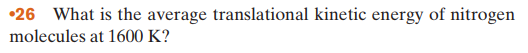 •26 What is the average translational kinetic energy of nitrogen
molecules at 1600 K?